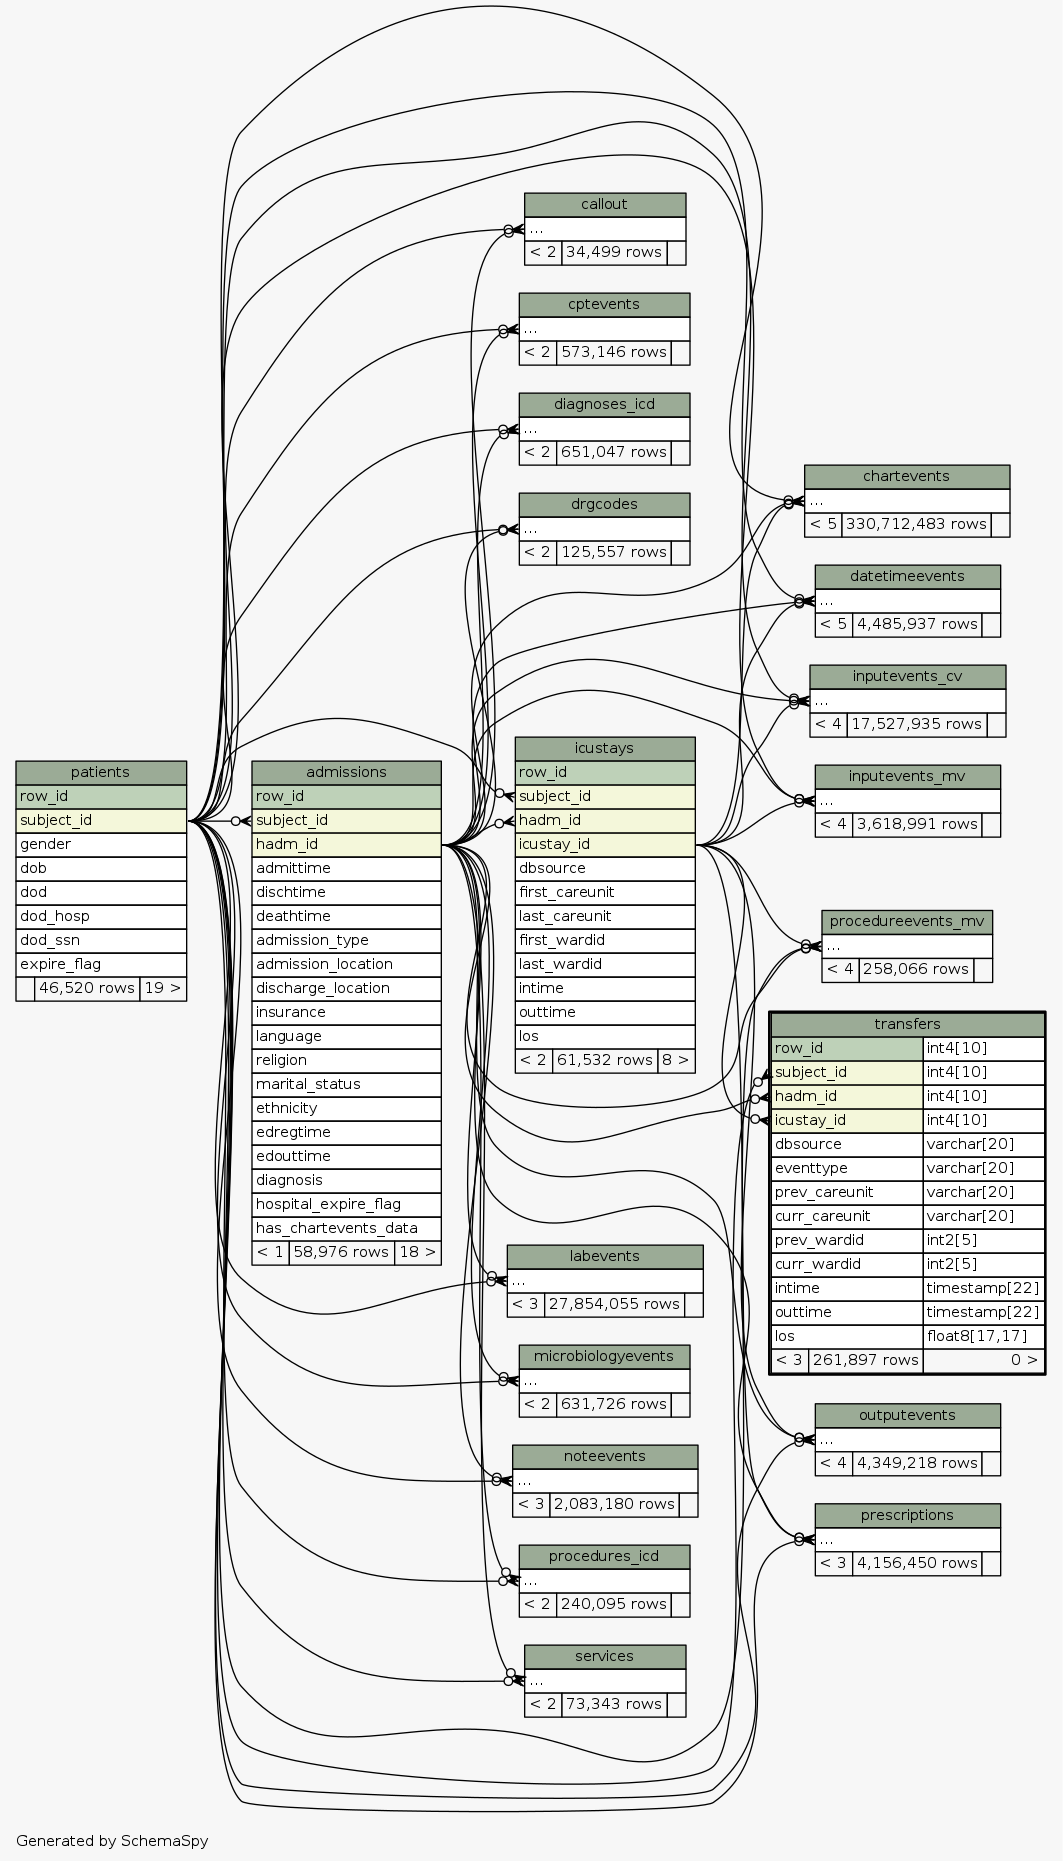 callout
...
< 2 34,499 rows
cptevents
...
< 2 573,146 rows
diagnoses_icd
...
< 2 651,047 rows
drgcodes
...
< 2 125,557 rows
chartevents
...
< 5 330,712,483 rows
datetimeevents
...
< 5 4,485,937 rows
inputevents_cv
...
< 4 17,527,935 rows
inputevents_mv
...
< 4 3,618,991 rows
patients
row_id
subject_id
gender
dob
dod
dod_hosp
dod_ssn
expire_flag
46,520 rows 19 >
admissions
row_id
subject_id
hadm_id
admittime
dischtime
deathtime
admission_type
admission_location
discharge_location
insurance
language
religion
marital_status
ethnicity
edregtime
edouttime
diagnosis
hospital_expire_flag
has_chartevents_data
< 1 58,976 rows 18 >
icustays
row_id
subject_id
hadm_id
icustay_id
dbsource
first_careunit
last_careunit
first_wardid
last_wardid
intime
outtime
los
< 2 61,532 rows 8 >
procedureevents_mv
...
< 4 258,066 rows
transfers
row_id int4[10]
subject_id int4[10]
hadm_id int4[10]
icustay_id int4[10]
dbsource varchar[20]
eventtype varchar[20]
prev_careunit varchar[20]
curr_careunit varchar[20]
prev_wardid int2[5]
curr_wardid int2[5]
intime timestamp[22]
outtime timestamp[22]
los float8[17,17]
< 3 261,897 rows 0 >
labevents
...
< 3 27,854,055 rows
microbiologyevents
...
< 2 631,726 rows
noteevents
...
< 3 2,083,180 rows
procedures_icd
...
< 2 240,095 rows
services
...
< 2 73,343 rows
outputevents
...
< 4 4,349,218 rows
prescriptions
...
< 3 4,156,450 rows
Generated by SchemaSpy